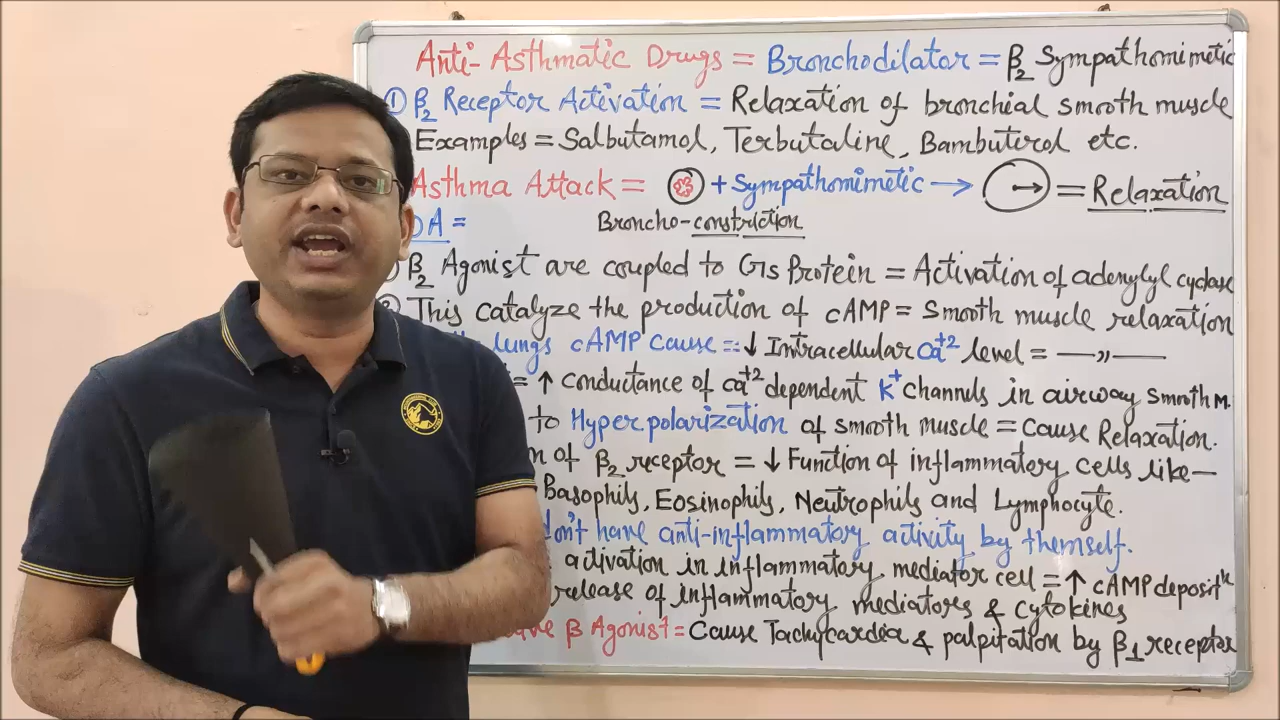 Anti-Asthmatic Drugs = Bronchodilator = β₂ Sympathomimetic
① β₂ Receptor Activation = Relaxation of bronchial smooth muscle
Examples = Salbutamol, Terbutaline, Bambuterol etc.
Asthma Attack = + Sympathomimetic → = Relaxation
Broncho-constriction
OA =
β₂ Agonist are coupled to Gs Protein = Activation of adenylyl cyclase
② This catalyze the production of cAMP = Smooth muscle relaxation
lungs cAMP cause = ↓ Intracellular Ca⁺² level = —„—
= ↑ conductance of Ca⁺² dependent K⁺ channels in airway smooth M.
to Hyperpolarization of smooth muscle = Cause Relaxation.
of β₂ receptor = ↓ Function of inflammatory cells like—
Basophils, Eosinophils, Neutrophils and Lymphocyte.
don't have anti-inflammatory activity by themself.
activation in inflammatory mediator cell = ↑ cAMP
release of inflammatory mediators & cytokines
β Agonist = Cause Tachycardia & palpitation by β₁ receptor